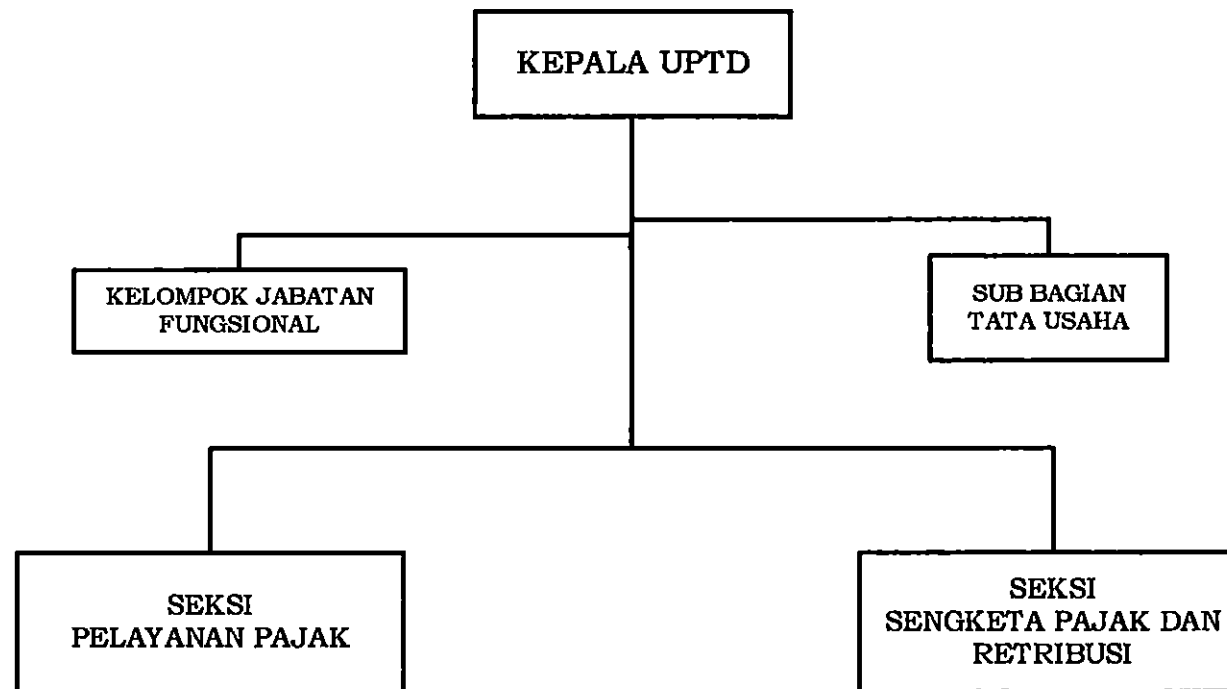 KEPALA UPTD
KELOMPOK JABATAN
FUNGSIONAL
SUB BAGIAN
TATA USAHA
SEKSI
PELAYANAN PAJAK
SEKSI
SENGKETA PAJAK DAN
RETRIBUSI